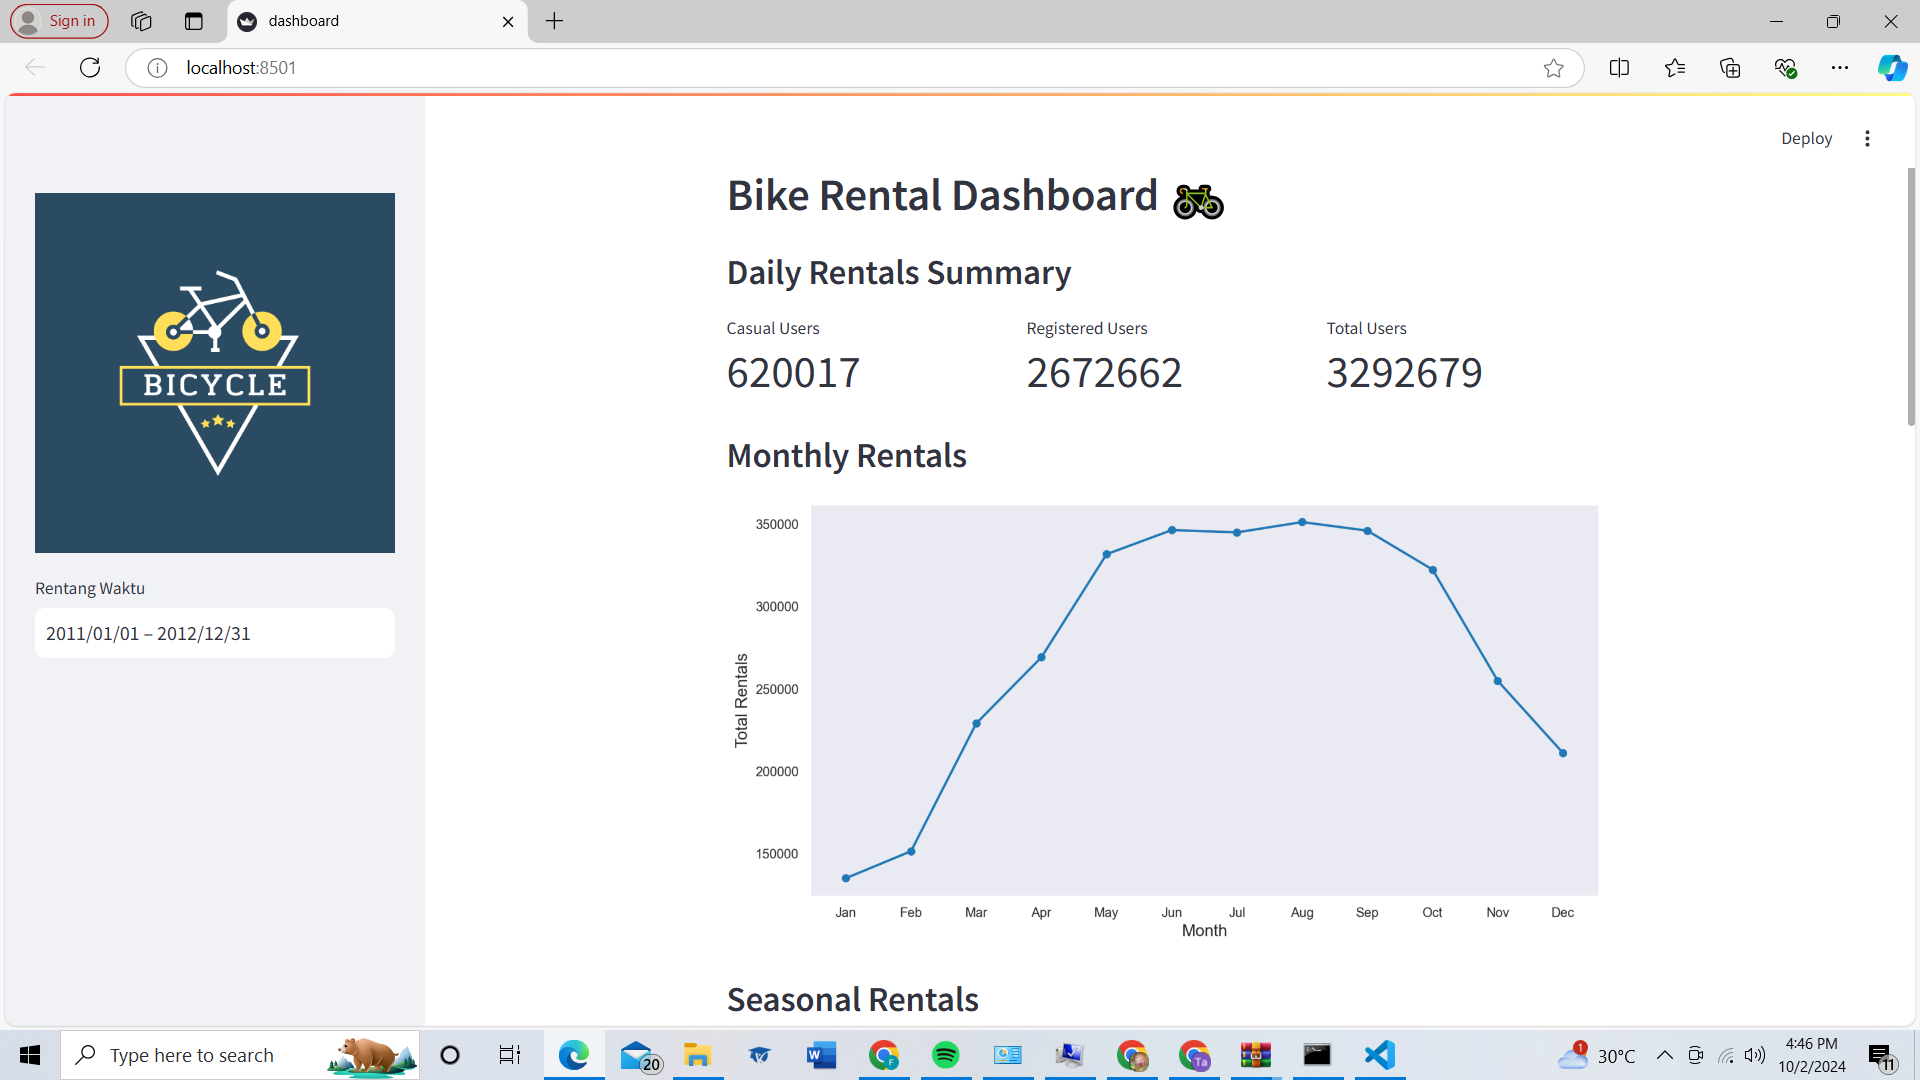 Sign in
dashboard
localhost:8501
Deploy
BICYCLE
Rentang Waktu
2011/01/01 – 2012/12/31
Bike Rental Dashboard
Daily Rentals Summary
Casual Users
Registered Users
Total Users
620017
2672662
3292679
Monthly Rentals
350000
300000
250000
200000
150000
Total Rentals
Jan Feb Mar Apr May Jun Jul Aug Sep Oct Nov Dec
Month
Seasonal Rentals
Type here to search
20
W
F
Ta
1
30°C
4:46 PM
10/2/2024
11